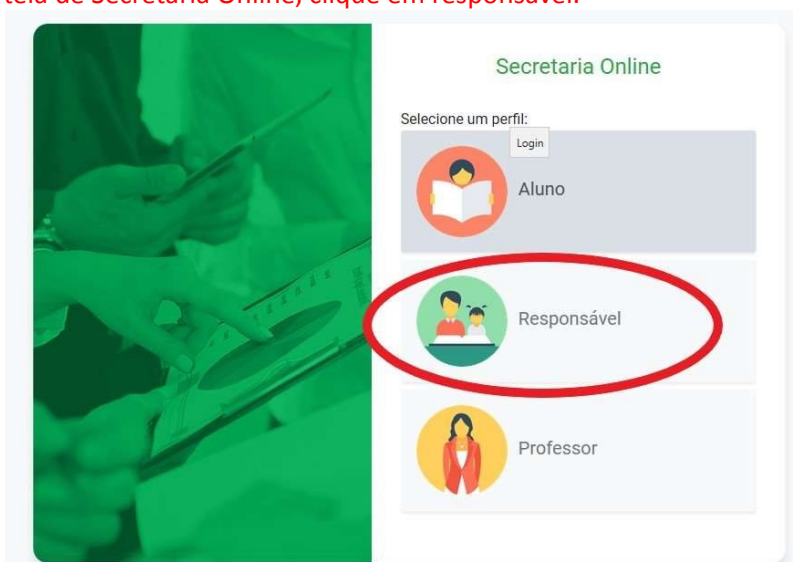 tela de Secretaria Online, clique em responsável.
Secretaria Online
Selecione um perfil:
Login
Aluno
Responsável
Professor